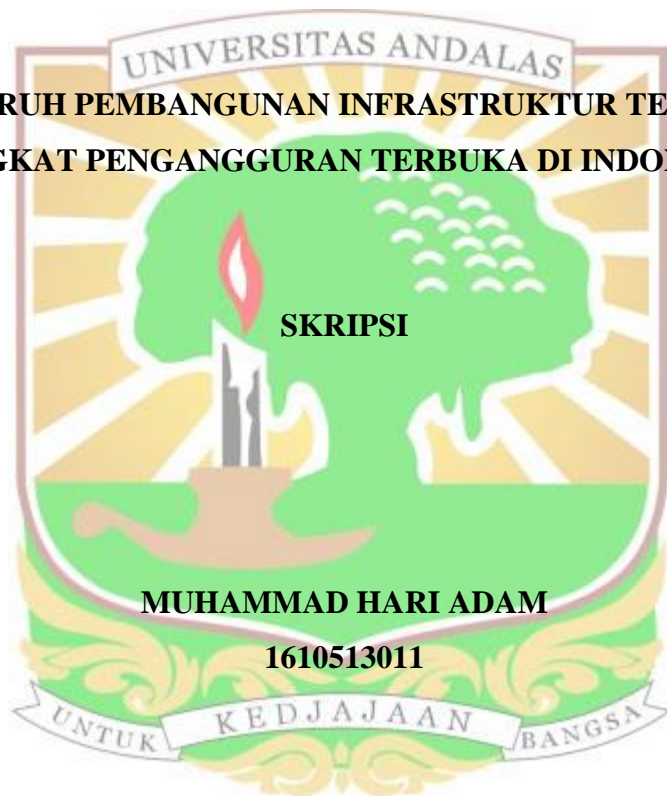 UNIVERSITAS ANDALAS
RUH PEMBANGUNAN INFRASTRUKTUR TE
GKAT PENGANGGURAN TERBUKA DI INDO
SKRIPSI
MUHAMMAD HARI ADAM
1610513011
UNTUK KEDJAJAAN BANGSA